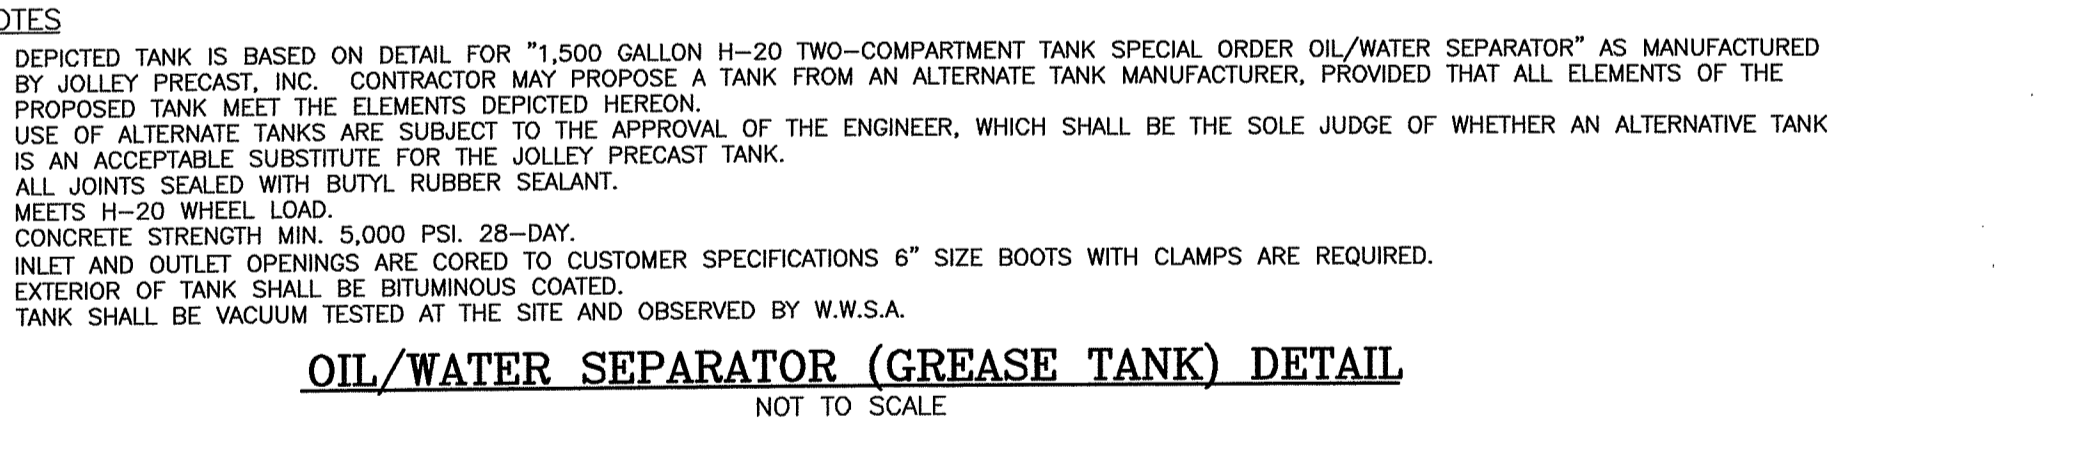 OTES
DEPICTED TANK IS BASED ON DETAIL FOR "1,500 GALLON H-20 TWO-COMPARTMENT TANK SPECIAL ORDER OIL/WATER SEPARATOR" AS MANUFACTURED
BY JOLLEY PRECAST, INC. CONTRACTOR MAY PROPOSE A TANK FROM AN ALTERNATE TANK MANUFACTURER, PROVIDED THAT ALL ELEMENTS OF THE
PROPOSED TANK MEET THE ELEMENTS DEPICTED HEREON.
USE OF ALTERNATE TANKS ARE SUBJECT TO THE APPROVAL OF THE ENGINEER, WHICH SHALL BE THE SOLE JUDGE OF WHETHER AN ALTERNATIVE TANK
IS AN ACCEPTABLE SUBSTITUTE FOR THE JOLLEY PRECAST TANK.
ALL JOINTS SEALED WITH BUTYL RUBBER SEALANT.
MEETS H-20 WHEEL LOAD.
CONCRETE STRENGTH MIN. 5,000 PSI. 28-DAY.
INLET AND OUTLET OPENINGS ARE CORED TO CUSTOMER SPECIFICATIONS 6" SIZE BOOTS WITH CLAMPS ARE REQUIRED.
EXTERIOR OF TANK SHALL BE BITUMINOUS COATED.
TANK SHALL BE VACUUM TESTED AT THE SITE AND OBSERVED BY W.W.S.A.
OIL/WATER SEPARATOR (GREASE TANK) DETAIL
NOT TO SCALE